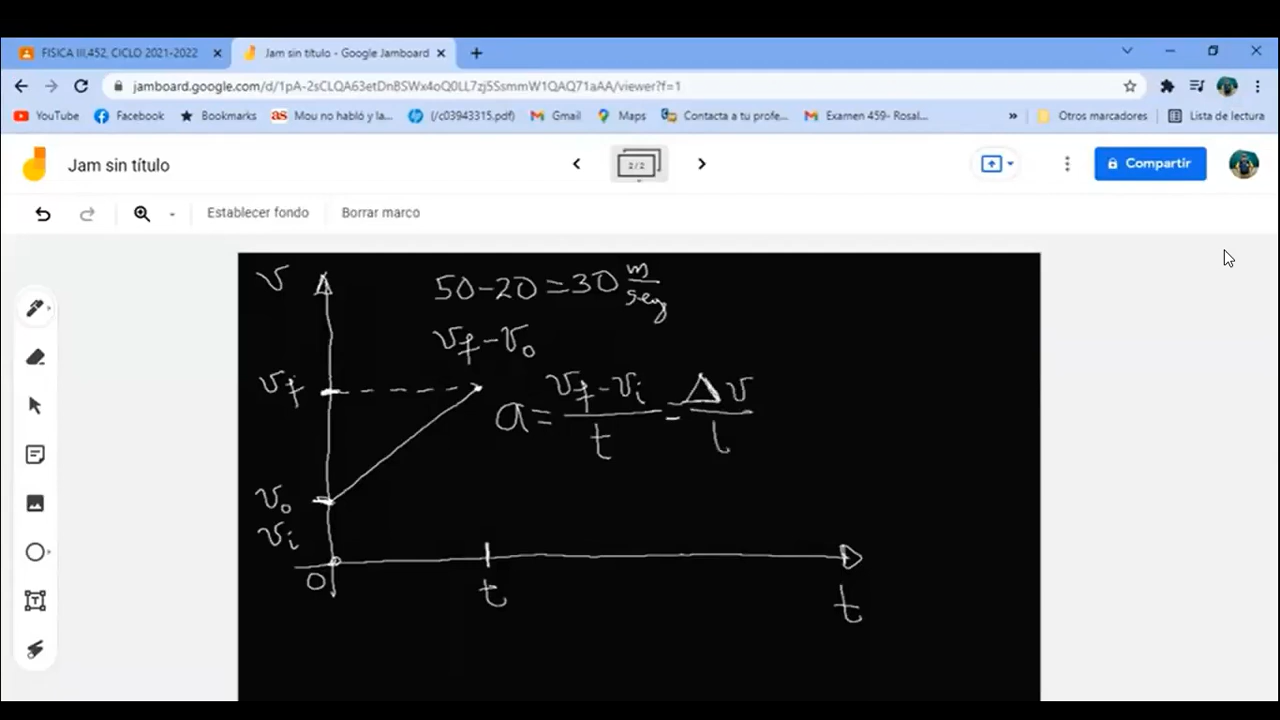 FISICA III,452, CICLO 2021-2022
Jam sin título - Google Jamboard
jamboard.google.com/d/1pA-2sCLQA63etDnBSWx4oQ0LL7zj5SsmmW1QAQ71aAA/viewer?f=1
YouTube Facebook Bookmarks Mou no habló y la... (/c03943315.pdf) Gmail Maps Contacta a tu profe... Examen 459- Rosal... » Otros marcadores Lista de lectura
Jam sin título 2/2 Compartir
Establecer fondo Borrar marco
v
50-20=30 m/seg
vf-vo
vf
a= vf-vi/t = Δv/t
vo
vi
0
t
t